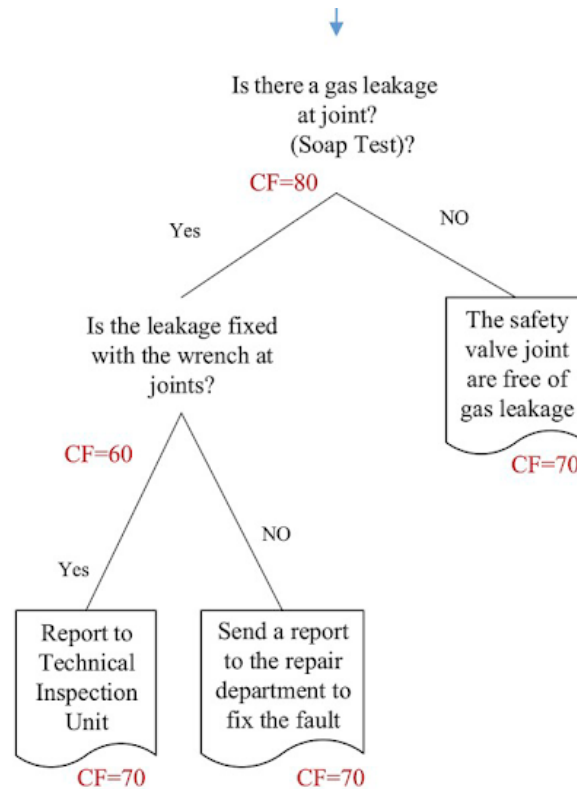 Is there a gas leakage
at joint?
(Soap Test)?
CF=80
Yes
NO
Is the leakage fixed
with the wrench at
joints?
The safety
valve joint
are free of
gas leakage
CF=70
CF=60
Yes
NO
Report to
Technical
Inspection
Unit
CF=70
Send a report
to the repair
department to
fix the fault
CF=70